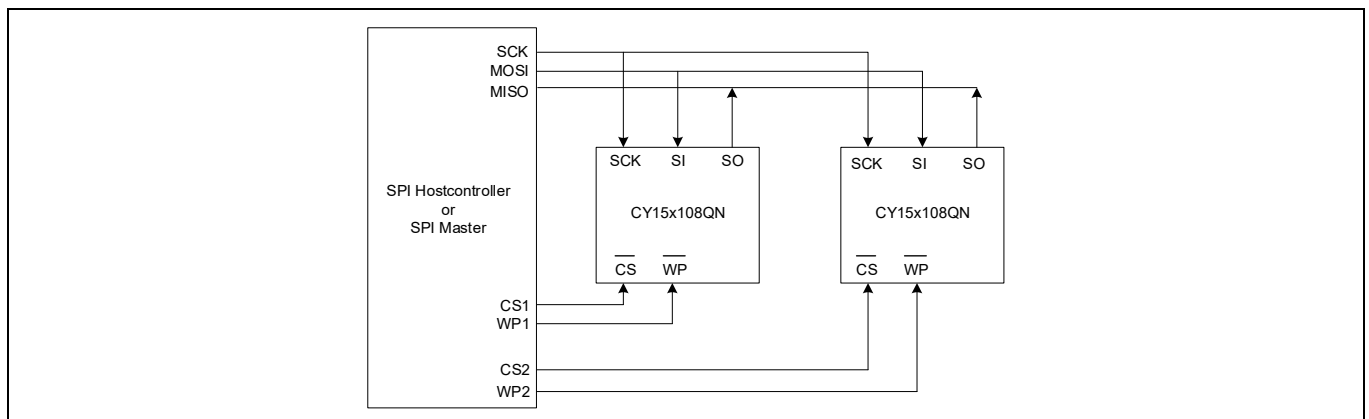 SCK
MOSI
MISO
SPI Hostcontroller
or
SPI Master
CS1
WP1
CS2
WP2
SCK SI SO
CY15x108QN
CS WP
SCK SI SO
CY15x108QN
CS WP